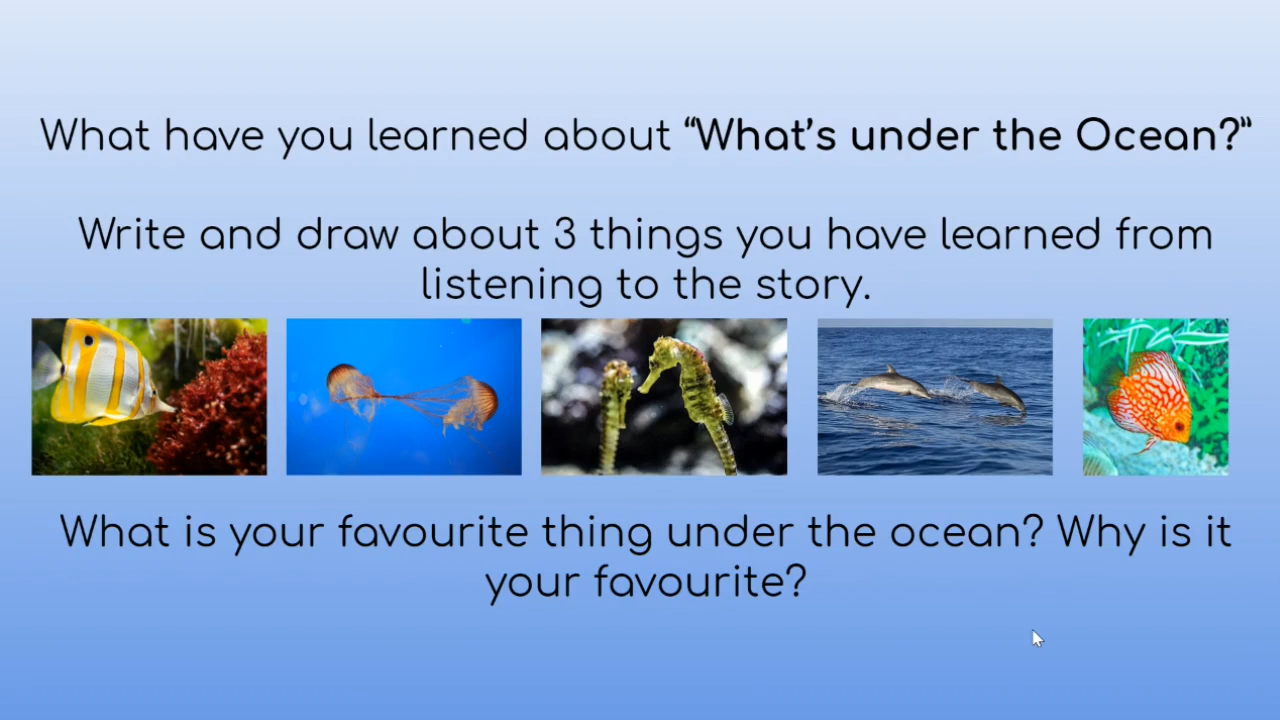 What have you learned about “What's under the Ocean?”
Write and draw about 3 things you have learned from
listening to the story.
What is your favourite thing under the ocean? Why is it
your favourite?